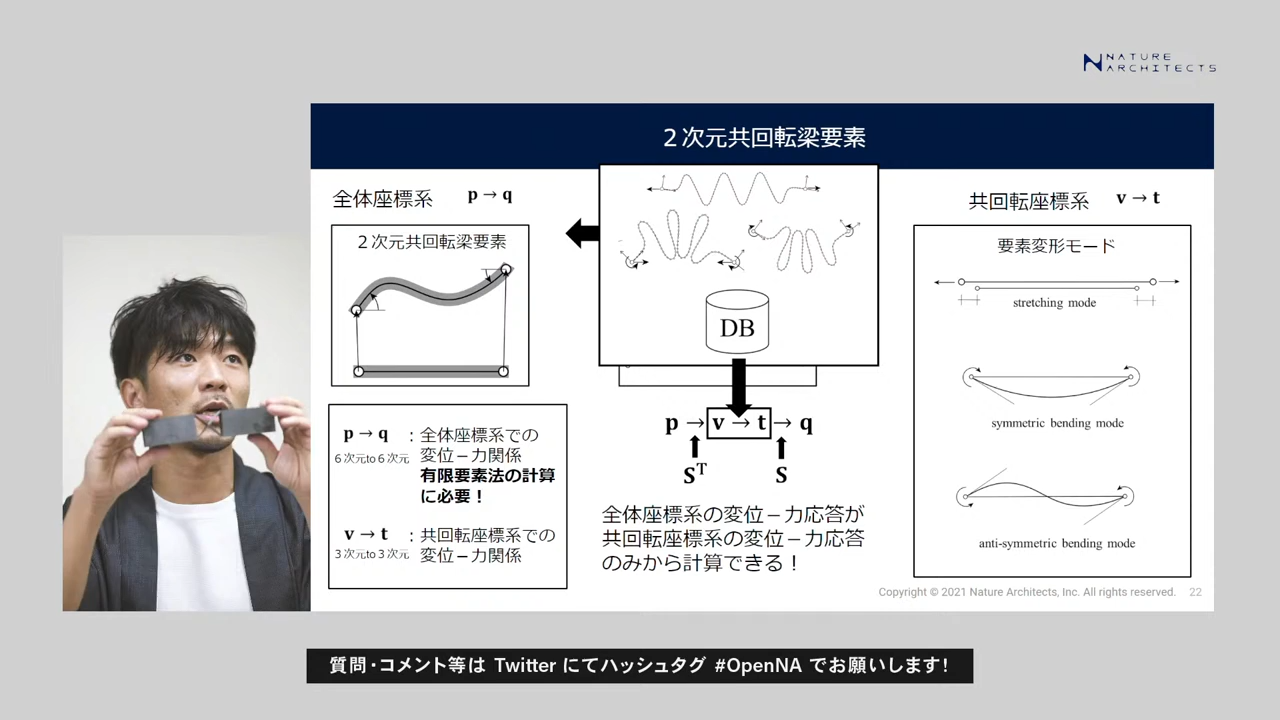 NATURE
ARCHITECTS
2次元共回転梁要素
全体座標系 p → q
2次元共回転梁要素
p → q : 全体座標系での
6次元to6次元 変位－力関係
有限要素法の計算
に必要！
v → t : 共回転座標系での
3次元to3次元 変位－力関係
DB
p → v → t → q
Sᵀ S
全体座標系の変位－力応答が
共回転座標系の変位－力応答
のみから計算できる！
共回転座標系 v → t
要素変形モード
stretching mode
symmetric bending mode
anti-symmetric bending mode
Copyright © 2021 Nature Architects, Inc. All rights reserved. 22
質問・コメント等は Twitter にてハッシュタグ #OpenNA でお願いします！